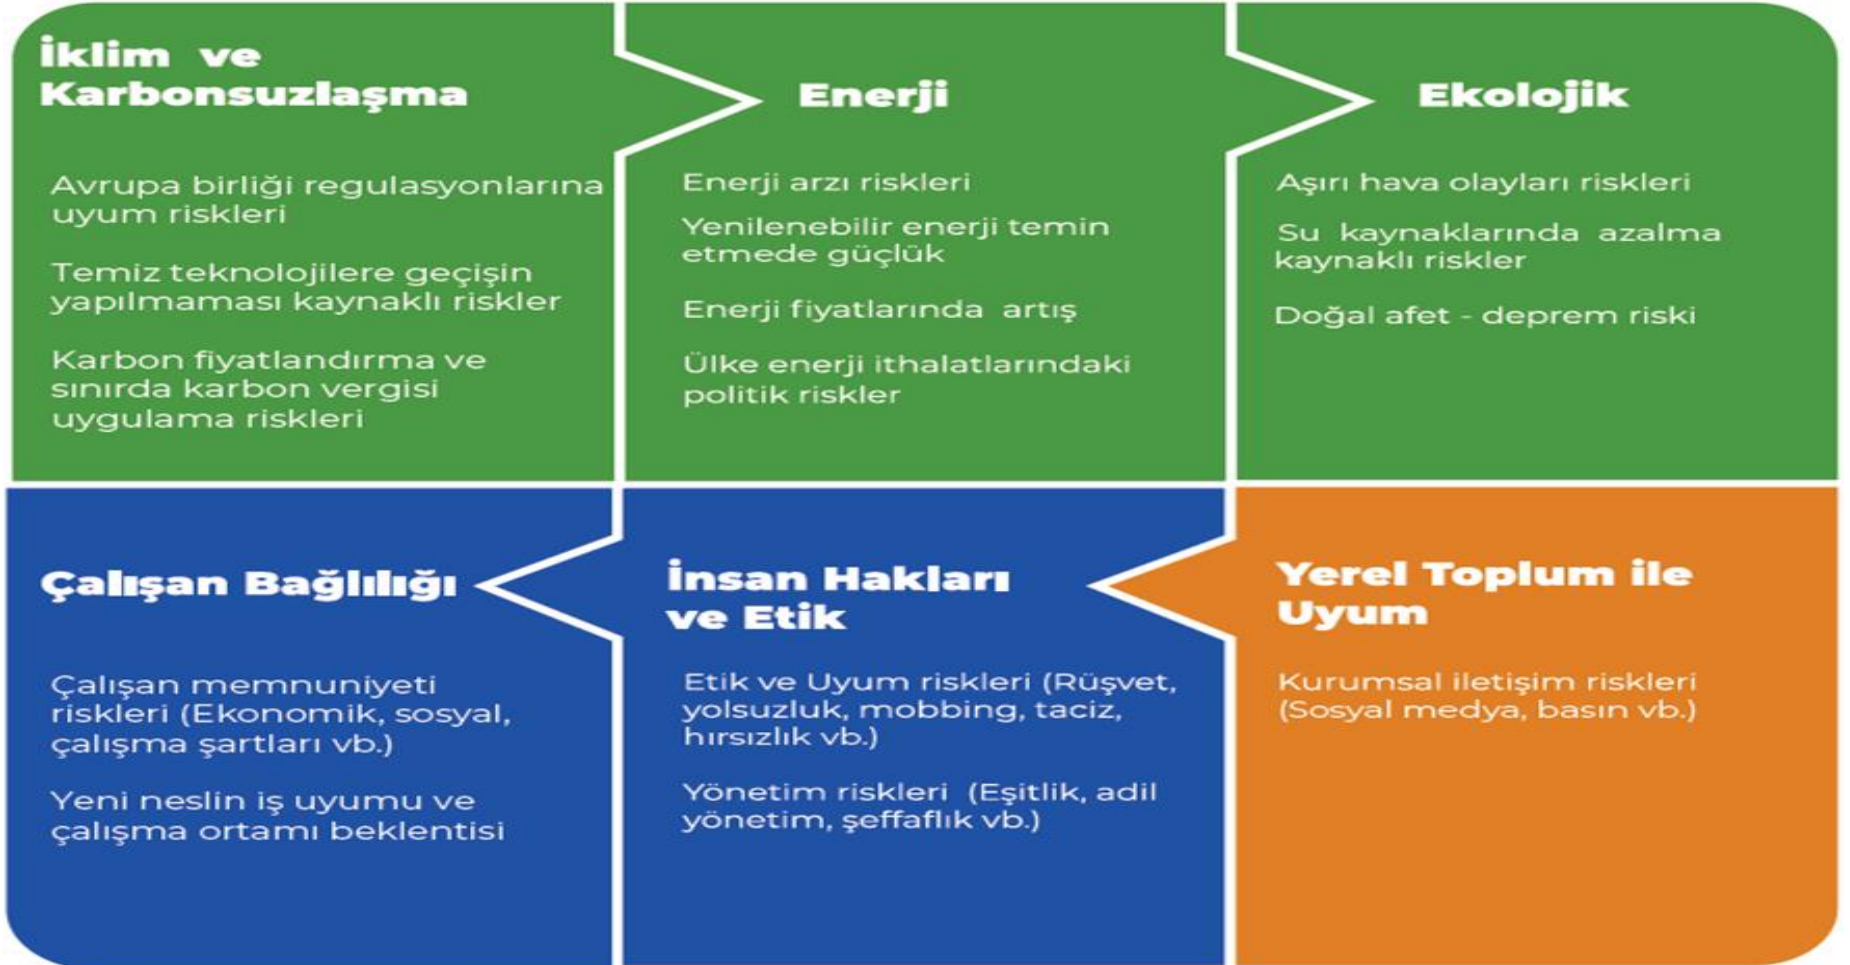 İklim ve
Karbonsuzlaşma
Avrupa birliği regulasyonlarına
uyum riskleri
Temiz teknolojilere geçişin
yapılmaması kaynaklı riskler
Karbon fiyatlandırma ve
sınırda karbon vergisi
uygulama riskleri
Enerji
Enerji arzı riskleri
Yenilenebilir enerji temin
etmede güçlük
Enerji fiyatlarında artış
Ülke enerji ithalatlarındaki
politik riskler
Ekolojik
Aşırı hava olayları riskleri
Su kaynaklarında azalma
kaynaklı riskler
Doğal afet - deprem riski
Çalışan Bağlılığı
Çalışan memnuniyeti
riskleri (Ekonomik, sosyal,
çalışma şartları vb.)
Yeni neslin iş uyumu ve
çalışma ortamı beklentisi
İnsan Hakları
ve Etik
Etik ve Uyum riskleri (Rüşvet,
yolsuzluk, mobbing, taciz,
hırsızlık vb.)
Yönetim riskleri (Eşitlik, adil
yönetim, şeffaflık vb.)
Yerel Toplum ile
Uyum
Kurumsal iletişim riskleri
(Sosyal medya, basın vb.)